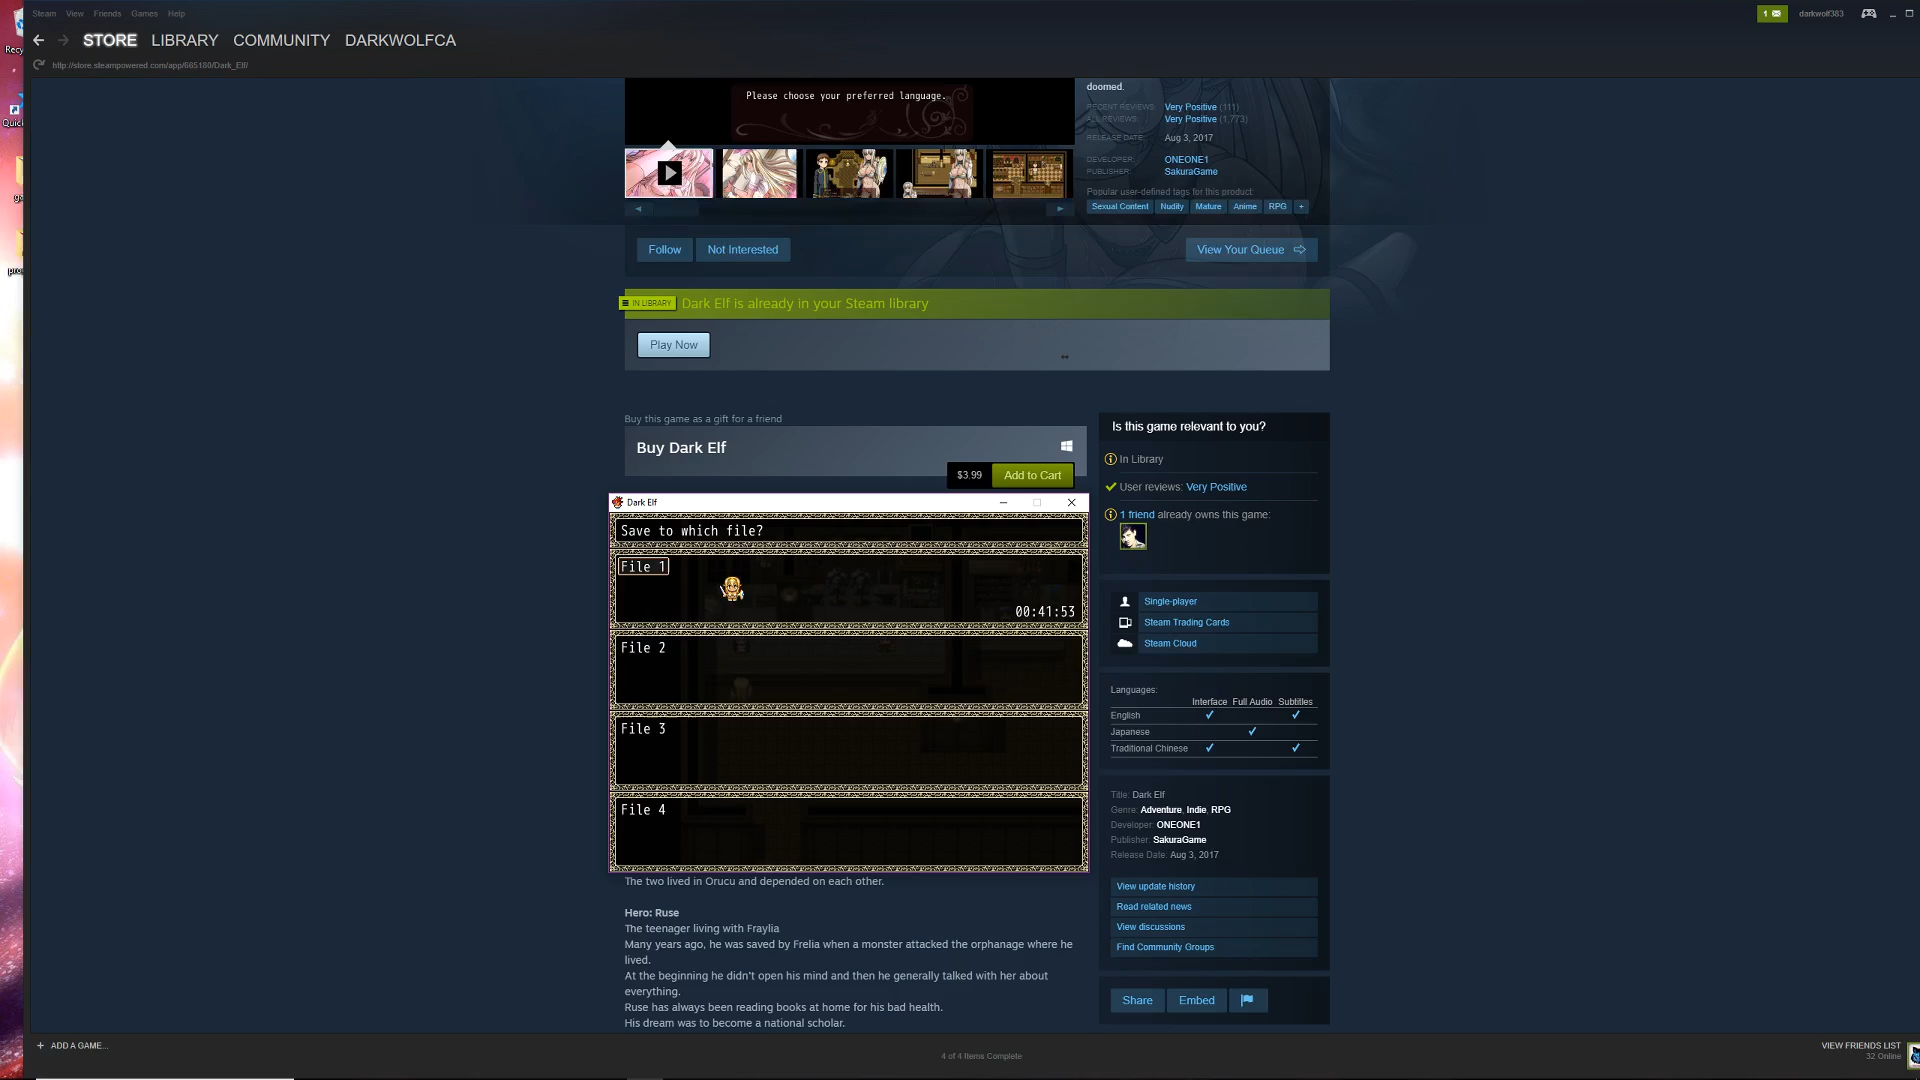 Steam View Friends Games Help
1
darkwolf383
STORE LIBRARY COMMUNITY DARKWOLFCA
http://store.steampowered.com/app/665180/Dark_Elf/
Please choose your preferred language.
doomed.
RECENT REVIEWS: Very Positive (111)
ALL REVIEWS: Very Positive (1,773)
RELEASE DATE: Aug 3, 2017
DEVELOPER: ONEONE1
PUBLISHER: SakuraGame
Popular user-defined tags for this product:
Sexual Content Nudity Mature Anime RPG +
Follow Not Interested View Your Queue
IN LIBRARY Dark Elf is already in your Steam library
Play Now
Buy this game as a gift for a friend
Buy Dark Elf
$3.99 Add to Cart
Is this game relevant to you?
In Library
User reviews: Very Positive
1 friend already owns this game:
Dark Elf
Save to which file?
File 1
00:41:53
File 2
File 3
File 4
Single-player
Steam Trading Cards
Steam Cloud
Languages:
Interface Full Audio Subtitles
English
Japanese
Traditional Chinese
Title: Dark Elf
Genre: Adventure, Indie, RPG
Developer: ONEONE1
Publisher: SakuraGame
Release Date: Aug 3, 2017
View update history
Read related news
View discussions
Find Community Groups
Share Embed
The two lived in Orucu and depended on each other.
Hero: Ruse
The teenager living with Fraylia
Many years ago, he was saved by Frelia when a monster attacked the orphanage where he
lived.
At the beginning he didn't open his mind and then he generally talked with her about
everything.
Ruse has always been reading books at home for his bad health.
His dream was to become a national scholar.
+ ADD A GAME...
4 of 4 Items Complete
VIEW FRIENDS LIST
32 Online